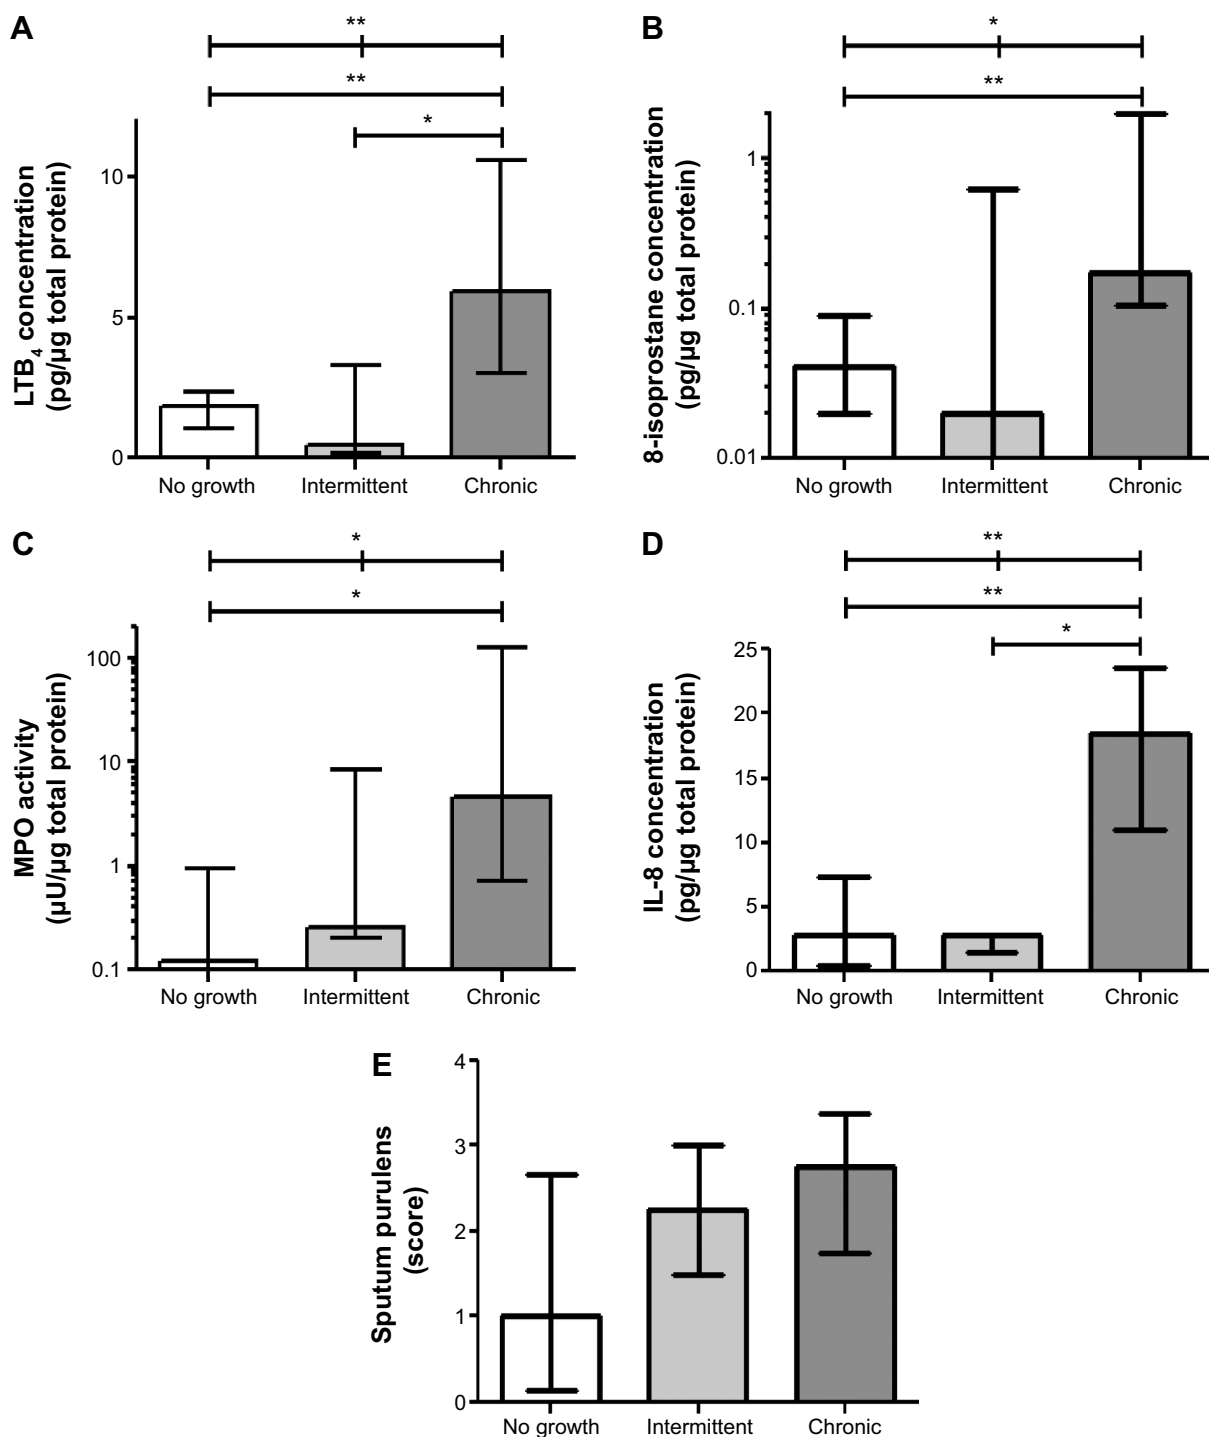 A
**
**
*
LTB4 concentration
(pg/µg total protein)
10
5
0
No growth
Intermittent
Chronic
B
*
**
8-isoprostane concentration
(pg/µg total protein)
1
0.1
0.01
No growth
Intermittent
Chronic
C
*
*
MPO activity
(µU/µg total protein)
100
10
1
0.1
No growth
Intermittent
Chronic
D
**
**
*
IL-8 concentration
(pg/µg total protein)
25
20
15
10
5
0
No growth
Intermittent
Chronic
E
Sputum purulens
(score)
4
3
2
1
0
No growth
Intermittent
Chronic